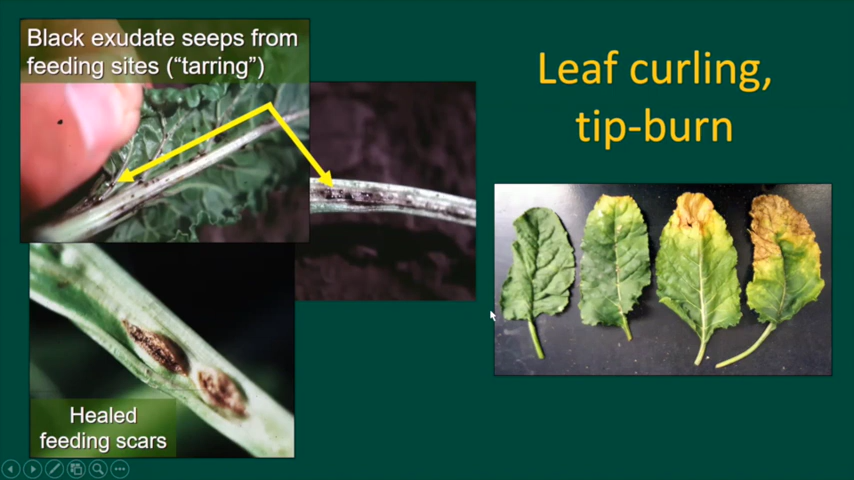 Black exudate seeps from
feeding sites (“tarring”)
Leaf curling,
tip-burn
Healed
feeding scars